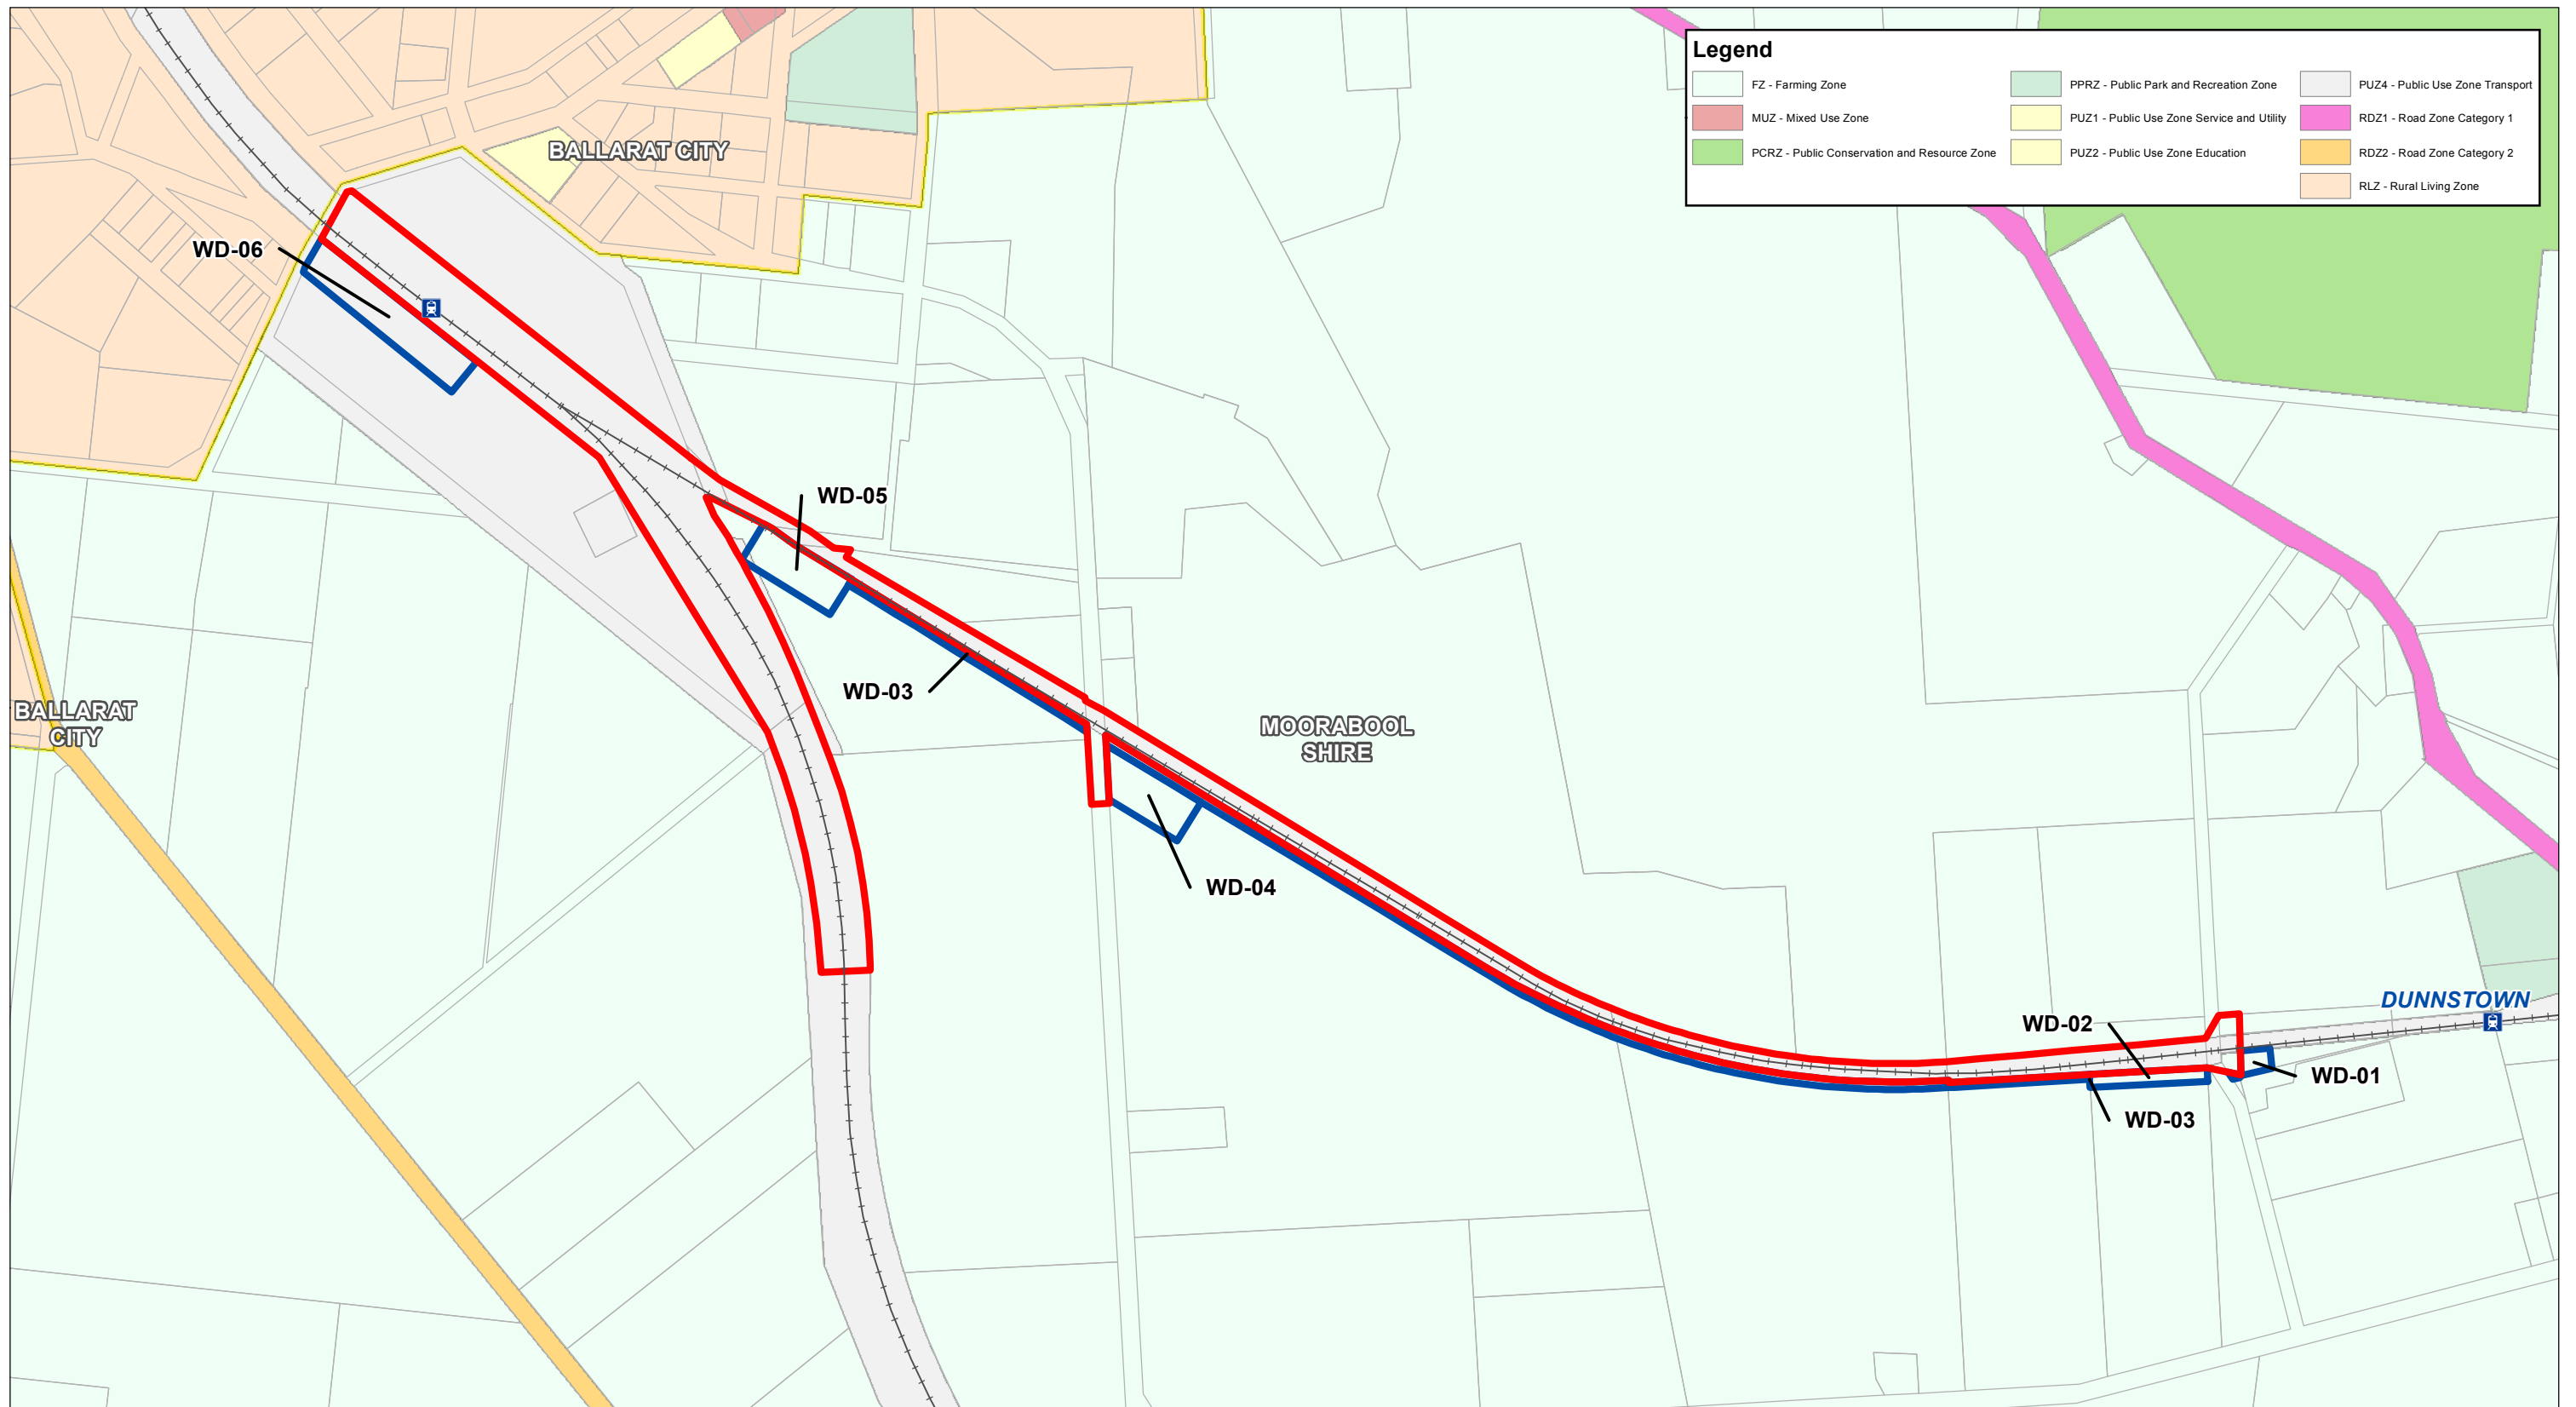 Legend
FZ - Farming Zone
MUZ - Mixed Use Zone
PCRZ - Public Conservation and Resource Zone
PPRZ - Public Park and Recreation Zone
PUZ1 - Public Use Zone Service and Utility
PUZ2 - Public Use Zone Education
PUZ4 - Public Use Zone Transport
RDZ1 - Road Zone Category 1
RDZ2 - Road Zone Category 2
RLZ - Rural Living Zone
BALLARAT CITY
WD-06
WD-05
WD-03
BALLARAT
CITY
MOORABOOL
SHIRE
WD-04
DUNNSTOWN
WD-02
WD-01
WD-03